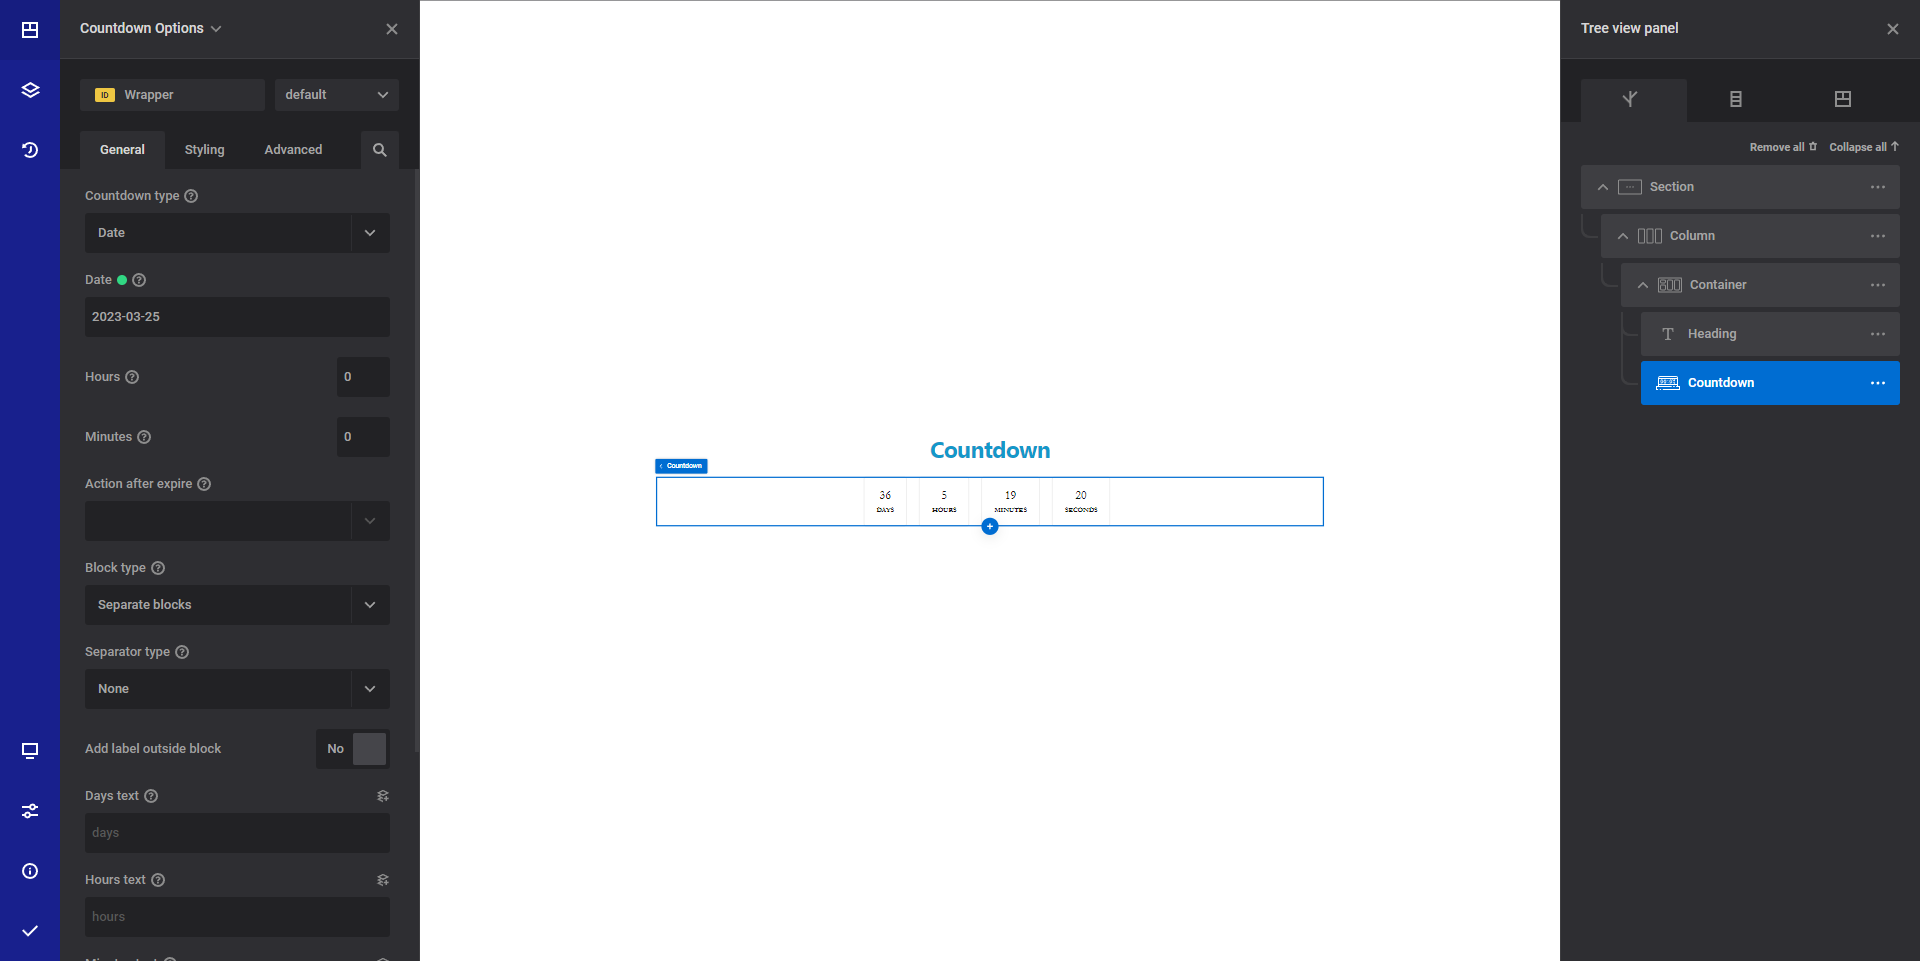 Countdown Options
ID Wrapper
default
General Styling Advanced
Countdown type
Date
Date
2023-03-25
Hours
0
Minutes
0
Action after expire
Block type
Separate blocks
Separator type
None
Add label outside block
No
Days text
days
Hours text
hours
Countdown
Countdown
36 5 19 20
DAYS HOURS MINUTES SECONDS
Tree view panel
Remove all Collapse all
Section
Column
Container
Heading
Countdown